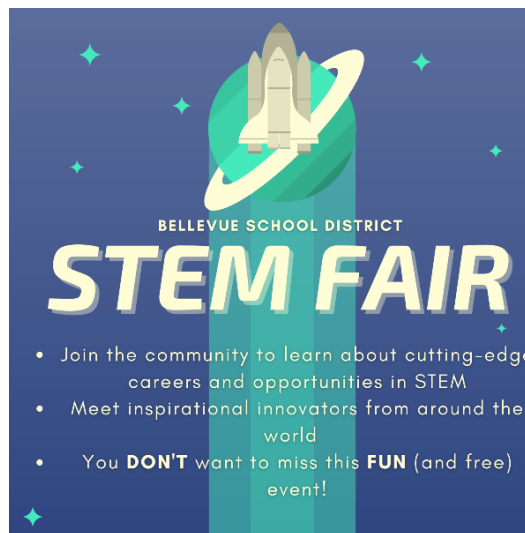 BELLEVUE SCHOOL DISTRICT
STEM FAIR
• Join the community to learn about cutting-edge
careers and opportunities in STEM
• Meet inspirational innovators from around the
world
• You DON'T want to miss this FUN (and free)
event!